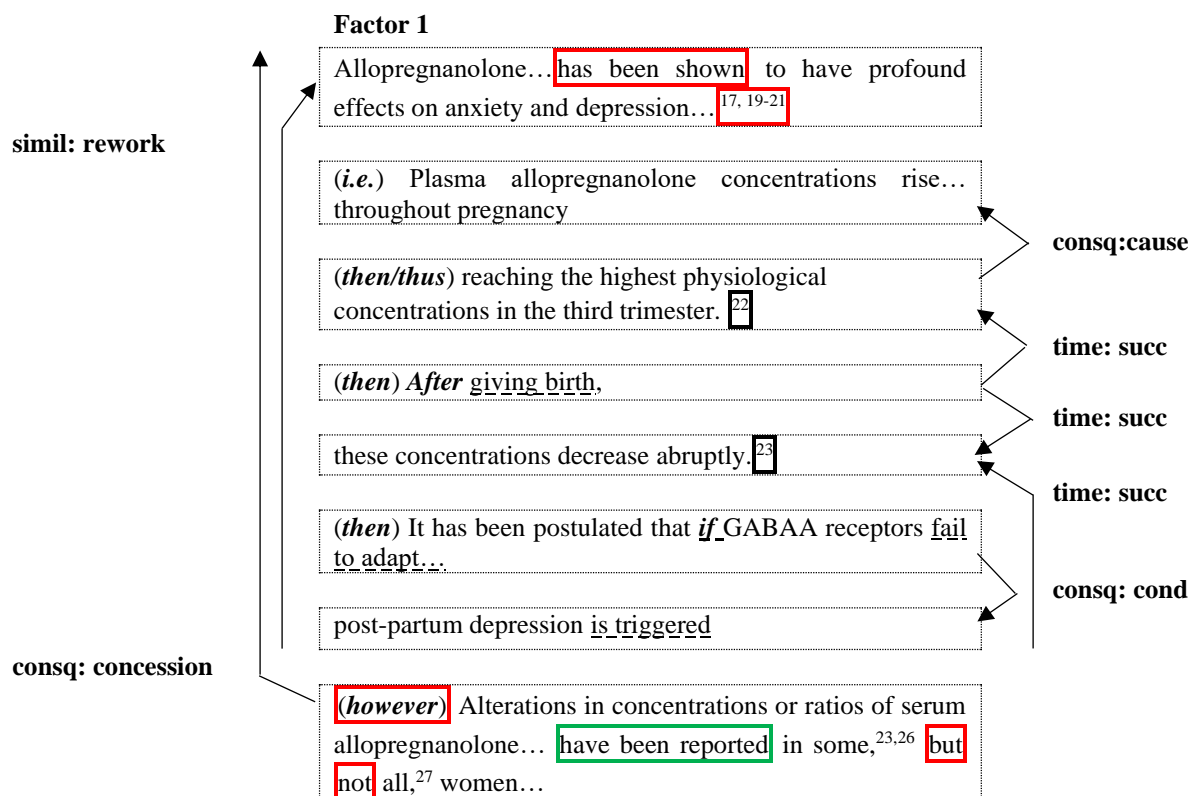 Factor 1
Allopregnanolone… has been shown to have profound
effects on anxiety and depression… 17, 19-21
simil: rework
(i.e.) Plasma allopregnanolone concentrations rise…
throughout pregnancy
consq:cause
(then/thus) reaching the highest physiological
concentrations in the third trimester. 22
time: succ
(then) After giving birth,
time: succ
these concentrations decrease abruptly. 23
time: succ
(then) It has been postulated that if GABAA receptors fail
to adapt…
consq: cond
post-partum depression is triggered
consq: concession
(however) Alterations in concentrations or ratios of serum
allopregnanolone… have been reported in some,23,26 but
not all,27 women…